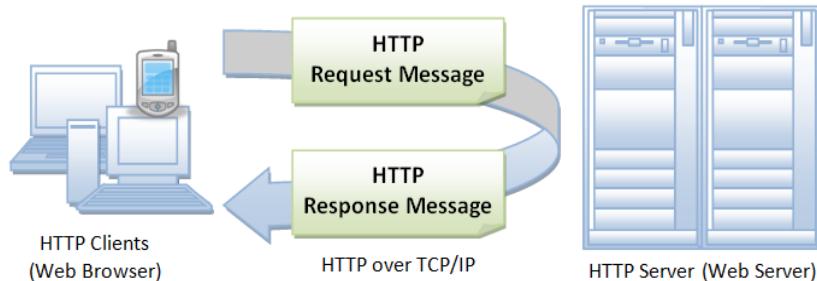 HTTP
Request Message
HTTP
Response Message
HTTP Clients
(Web Browser)
HTTP over TCP/IP
HTTP Server (Web Server)